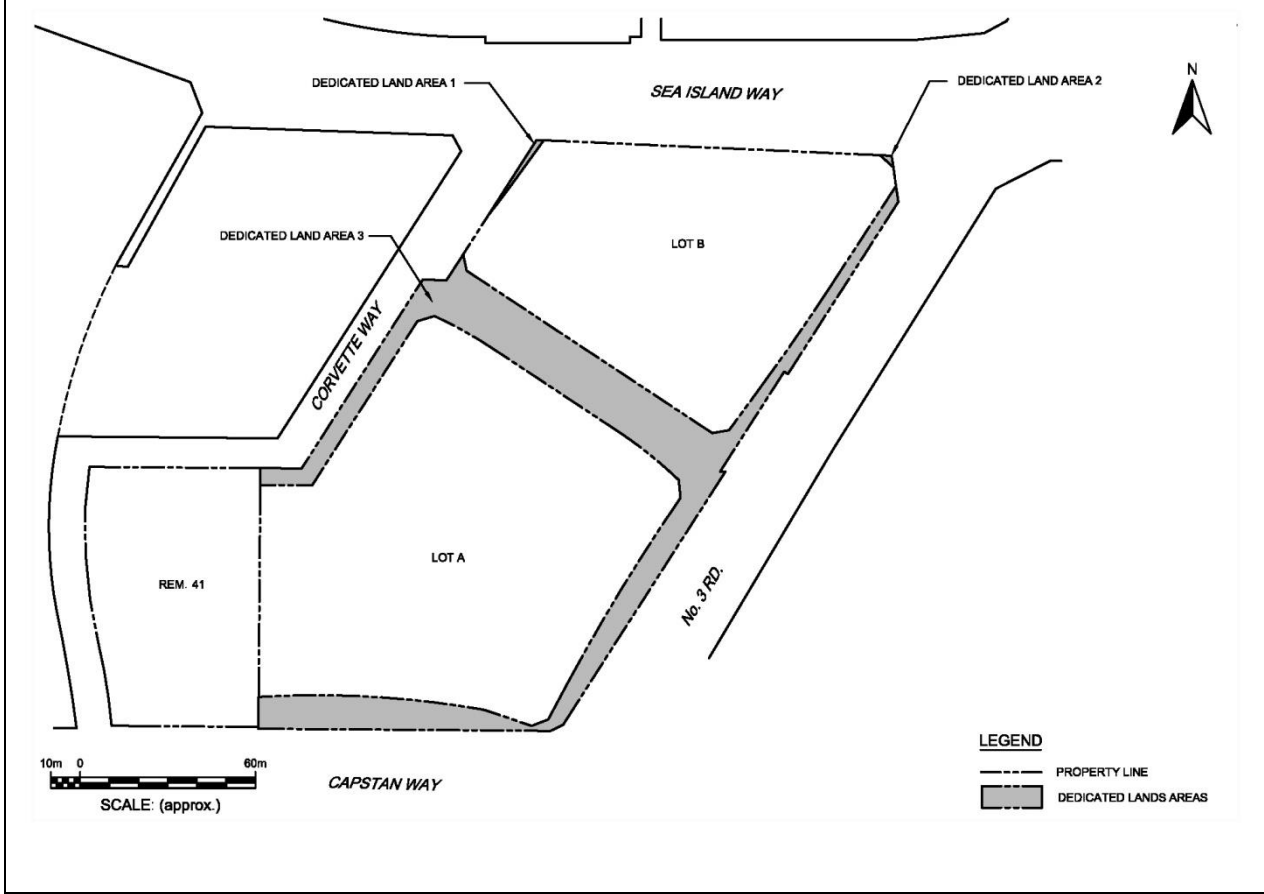 DEDICATED LAND AREA 1
SEA ISLAND WAY
DEDICATED LAND AREA 2
N
DEDICATED LAND AREA 3
LOT B
CORVETTE WAY
LOT A
REM. 41
No. 3 RD.
LEGEND
PROPERTY LINE
DEDICATED LANDS AREAS
10m 0 60m
SCALE: (approx.)
CAPSTAN WAY